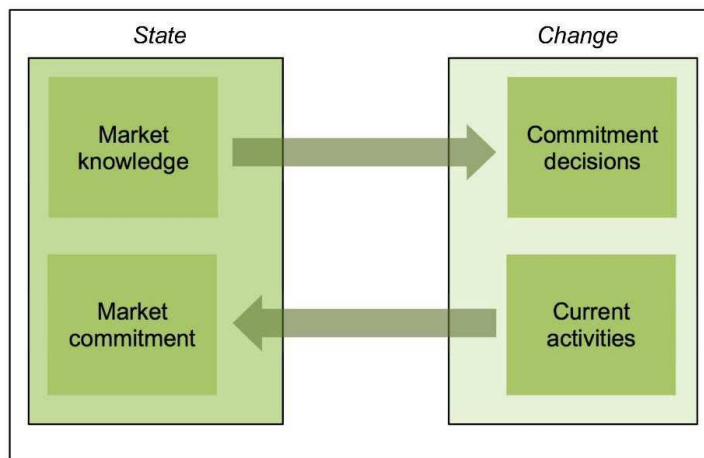 State
Change
Market
knowledge
Commitment
decisions
Market
commitment
Current
activities